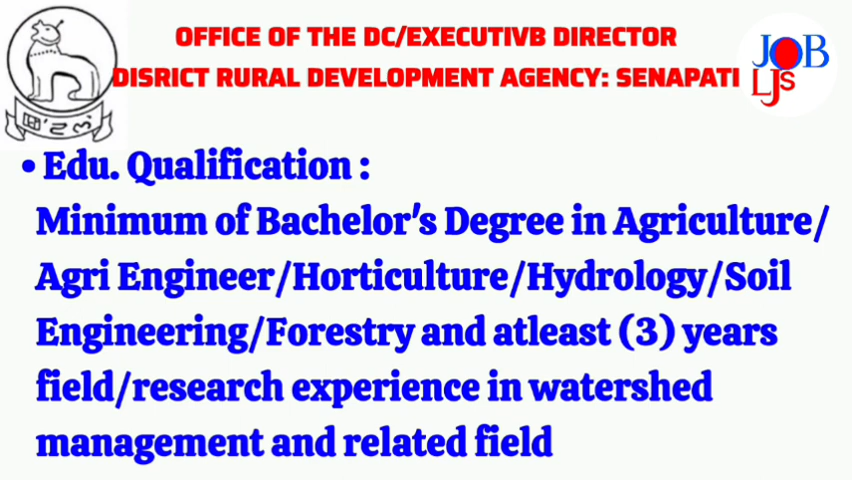 OFFICE OF THE DC/EXECUTIVB DIRECTOR
DISRICT RURAL DEVELOPMENT AGENCY: SENAPATI
JOB
LJs
• Edu. Qualification :
Minimum of Bachelor's Degree in Agriculture/
Agri Engineer/Horticulture/Hydrology/Soil
Engineering/Forestry and atleast (3) years
field/research experience in watershed
management and related field